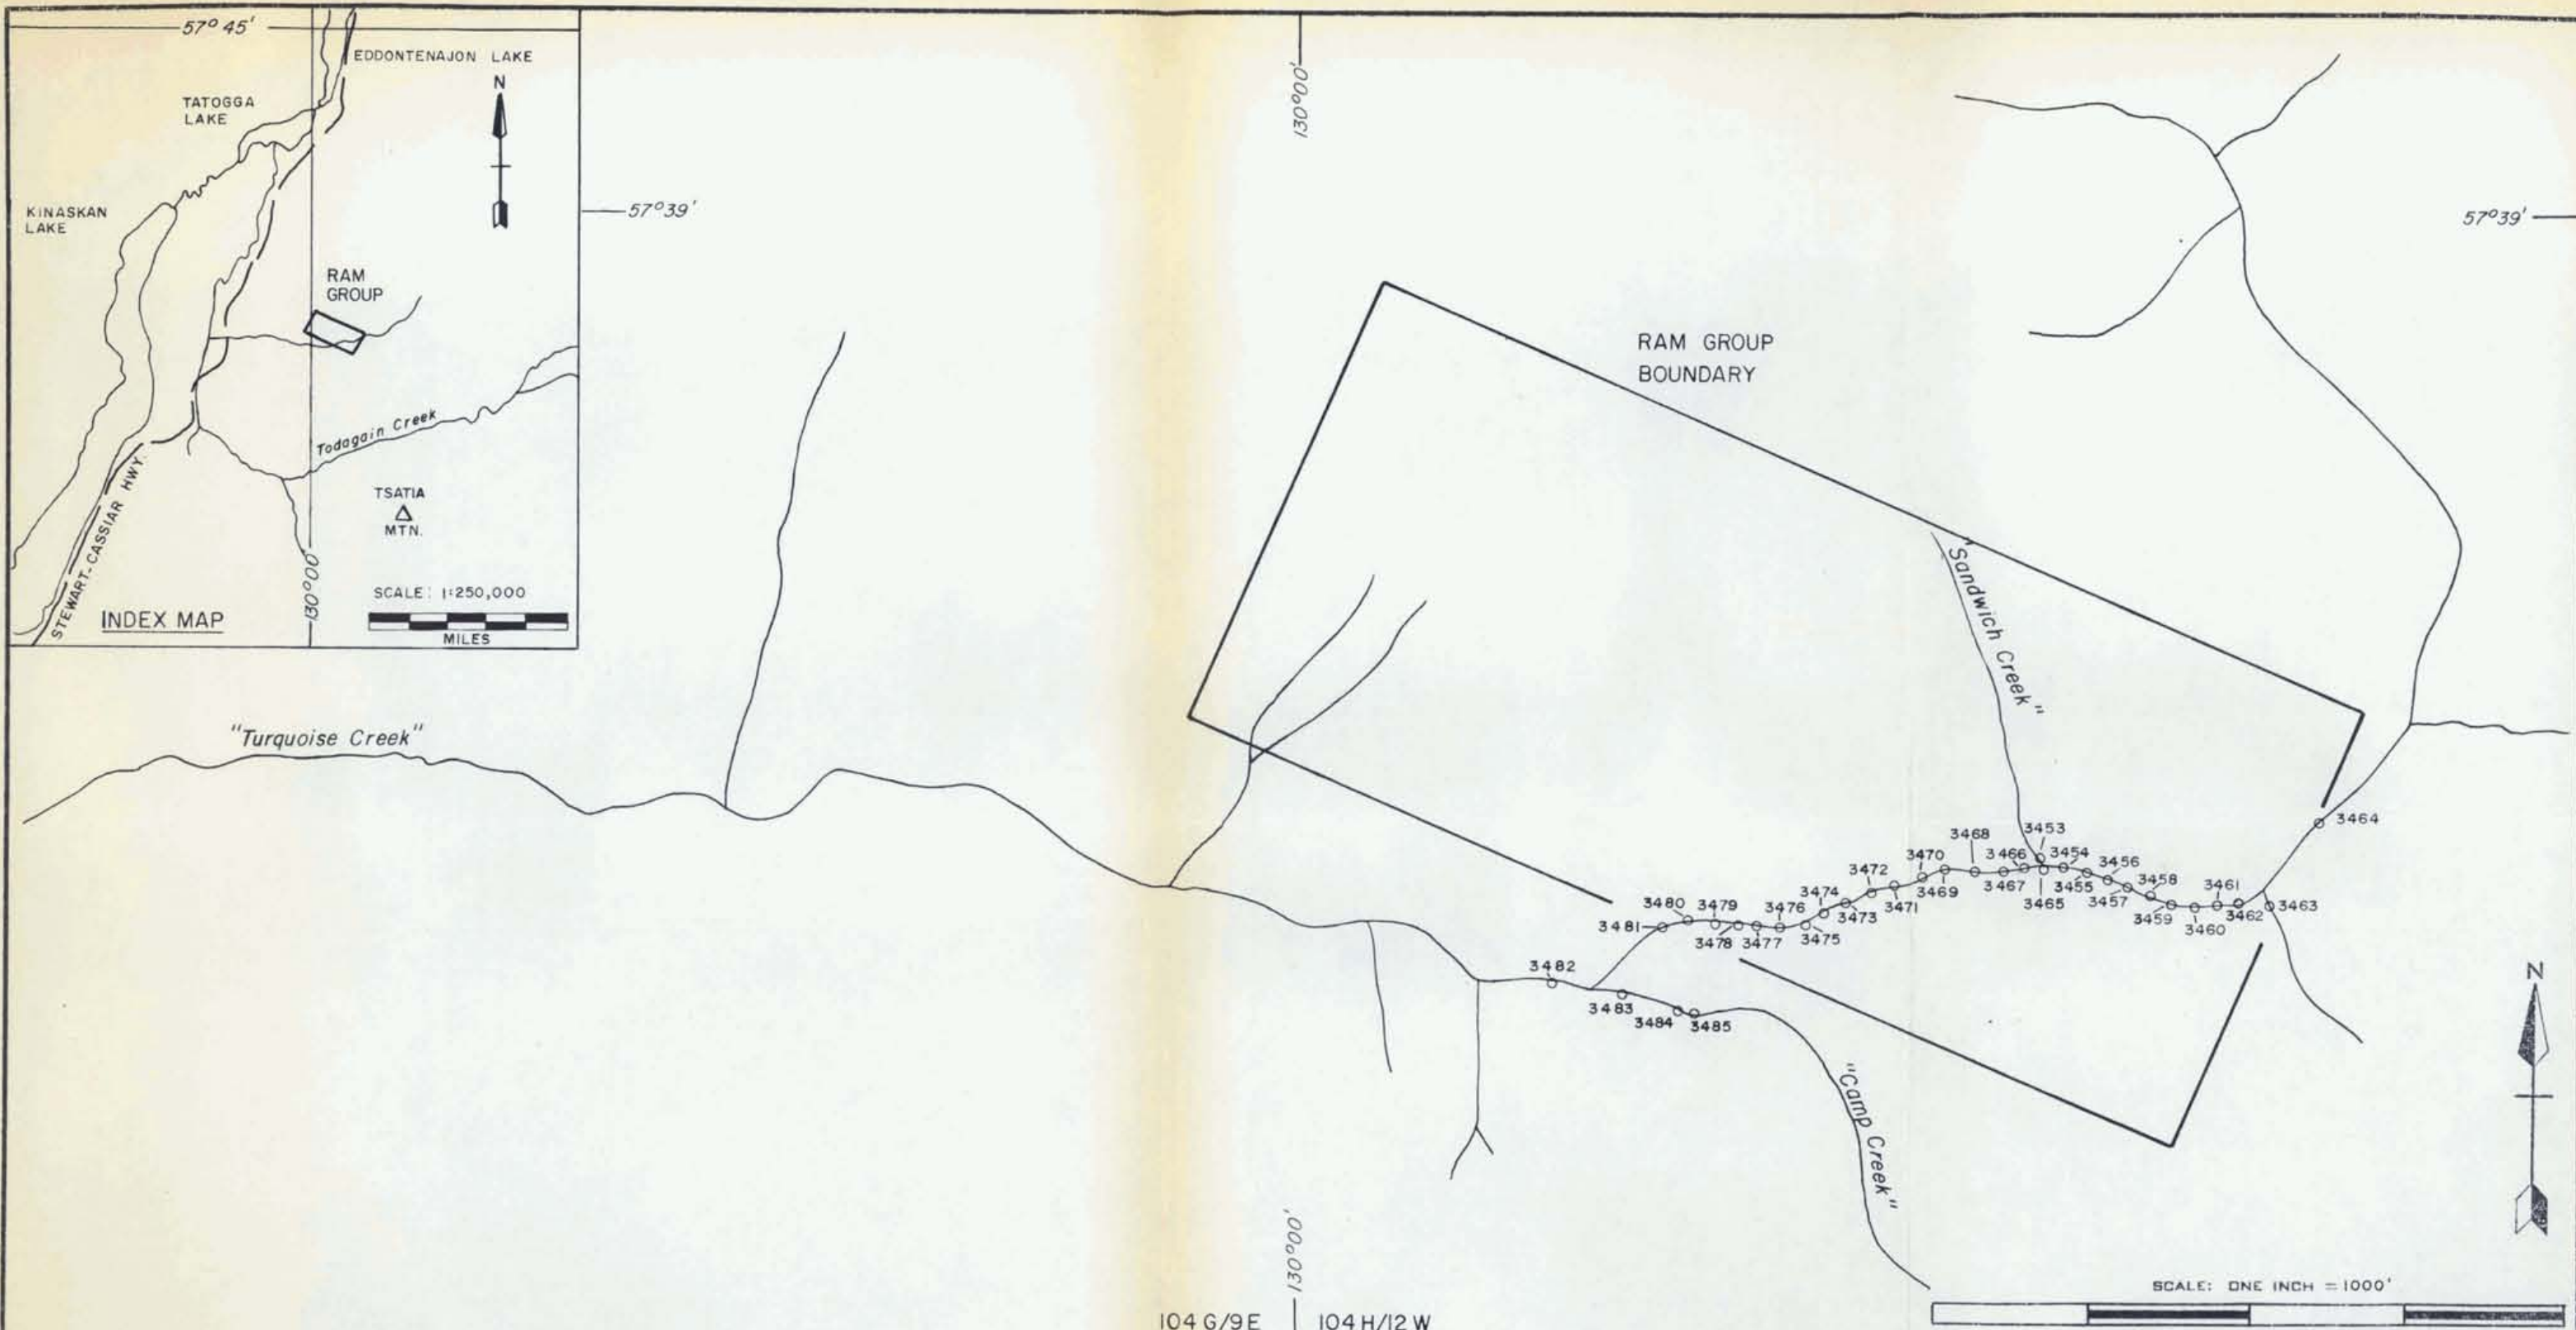 57° 45'
EDDONTENAJON LAKE
N
TATOGGA
LAKE
KINASKAN
LAKE
RAM
GROUP
Todagain Creek
TSATIA
MTN.
STEWART-CASSIAR HWY.
130°00'
SCALE: 1:250,000
MILES
INDEX MAP
130°00'
57°39'
57°39'
RAM GROUP
BOUNDARY
"Sandwich Creek"
"Turquoise Creek"
3464
3453
3468
3466
3454
3470
3456
3472
3467
3455
3458
3469
3465
3457
3461
3474
3471
3463
3480
3479
3476
3473
3459
3462
3481
3460
3478
3477
3475
3482
3483
3484
3485
"Camp Creek"
N
130°00'
SCALE: ONE INCH = 1000'
104 G/9E
104 H/12 W